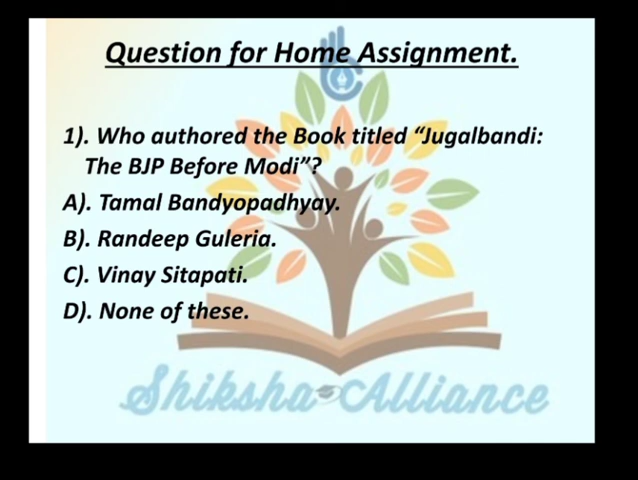 Question for Home Assignment.
1). Who authored the Book titled “Jugalbandi:
The BJP Before Modi”?
A). Tamal Bandyopadhyay.
B). Randeep Guleria.
C). Vinay Sitapati.
D). None of these.
Shiksha Alliance